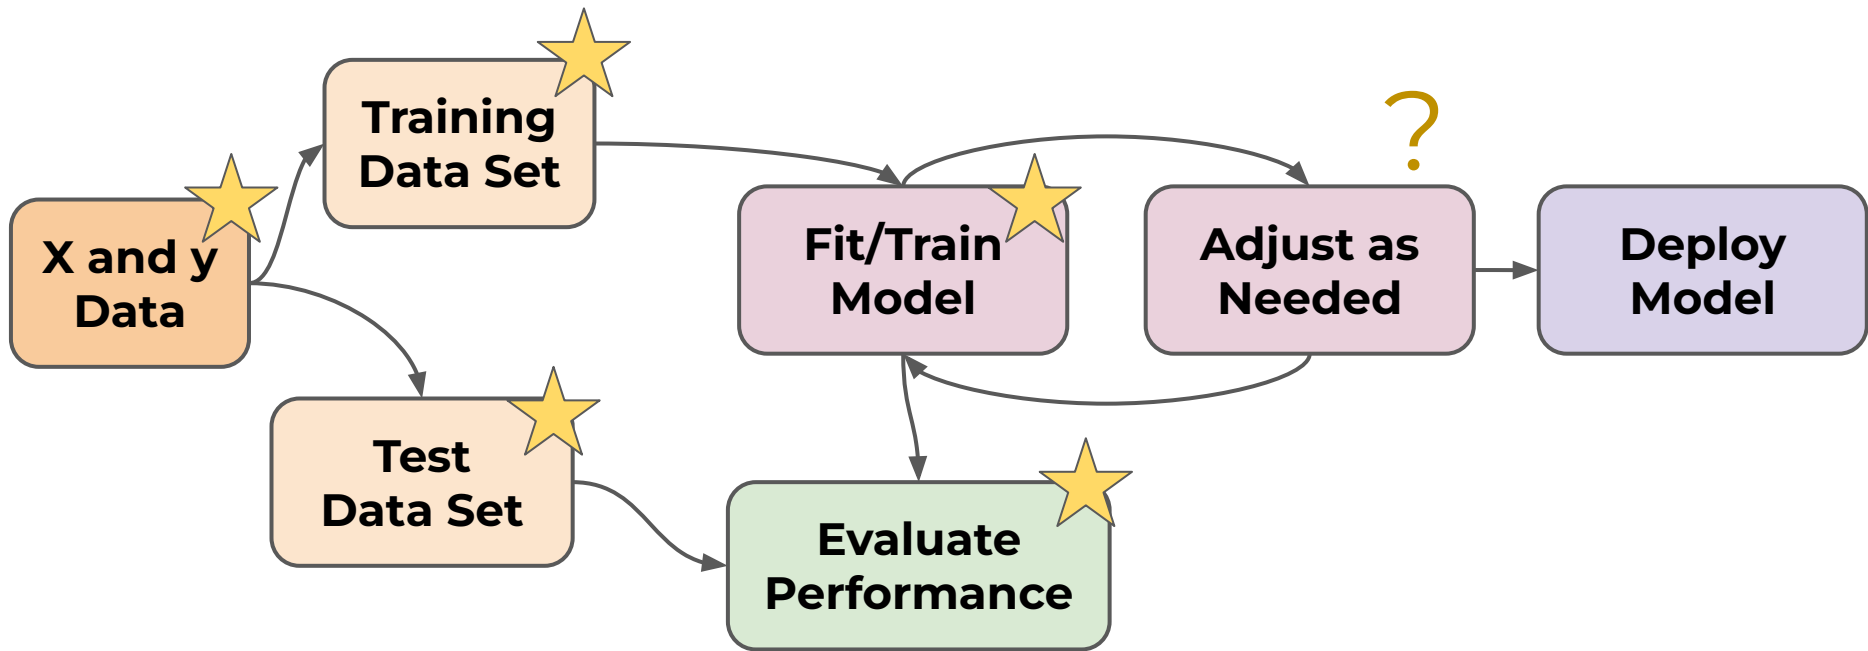 Training
Data Set
?
X and y
Data
Fit/Train
Model
Adjust as
Needed
Deploy
Model
Test
Data Set
Evaluate
Performance